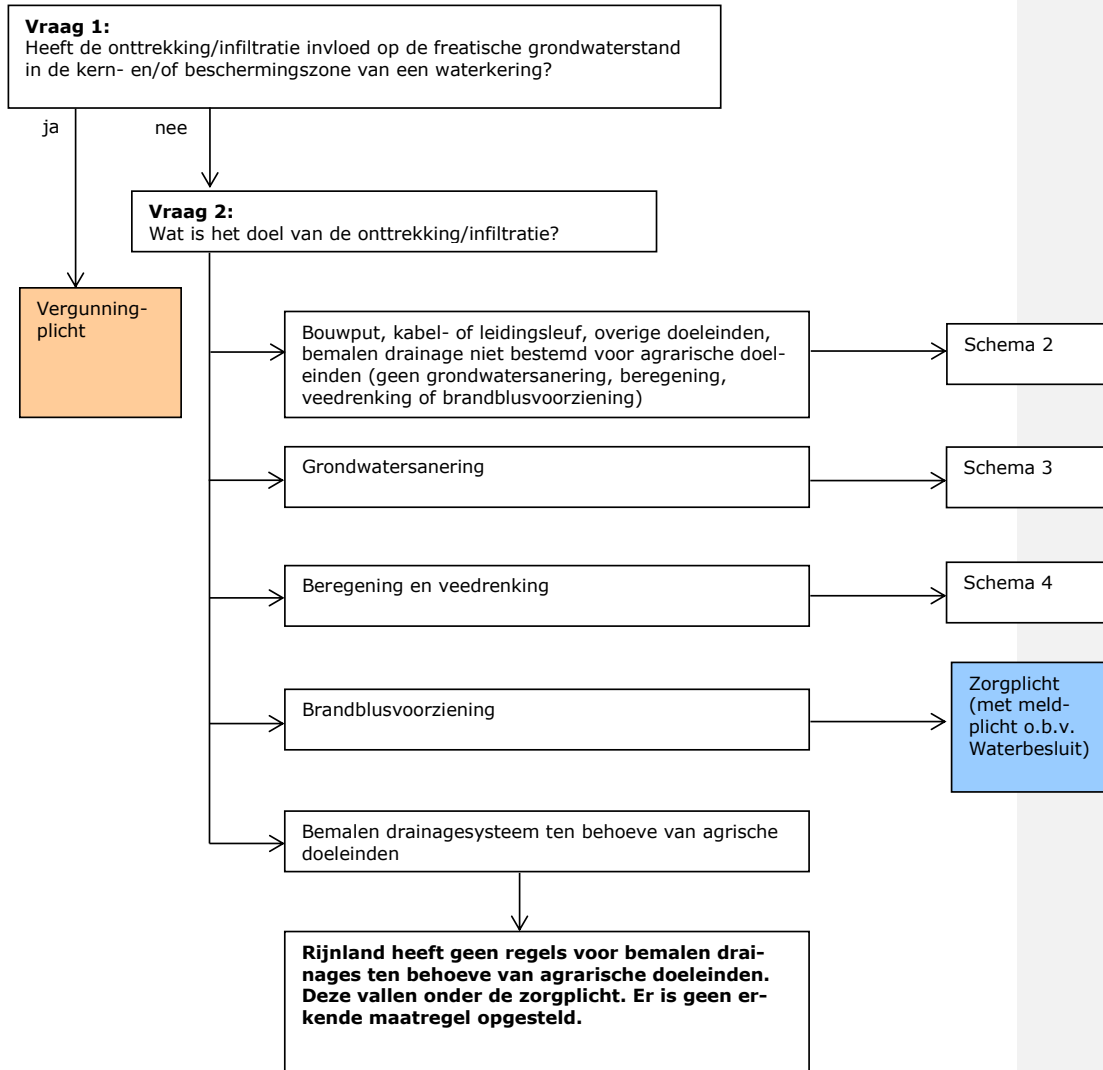 Vraag 1:
Heeft de onttrekking/infiltratie invloed op de freatische grondwaterstand
in de kern- en/of beschermingszone van een waterkering?
ja
nee
Vraag 2:
Wat is het doel van de onttrekking/infiltratie?
Vergunning-
plicht
Bouwput, kabel- of leidingsleuf, overige doeleinden,
bemalen drainage niet bestemd voor agrarische doel-
einden (geen grondwatersanering, beregening,
veedrenking of brandblusvoorziening)
Schema 2
Grondwatersanering
Schema 3
Beregening en veedrenking
Schema 4
Brandblusvoorziening
Zorgplicht
(met meld-
plicht o.b.v.
Waterbesluit)
Bemalen drainagesysteem ten behoeve van agrische
doeleinden
Rijnland heeft geen regels voor bemalen drai-
nages ten behoeve van agrarische doeleinden.
Deze vallen onder de zorgplicht. Er is geen er-
kende maatregel opgesteld.